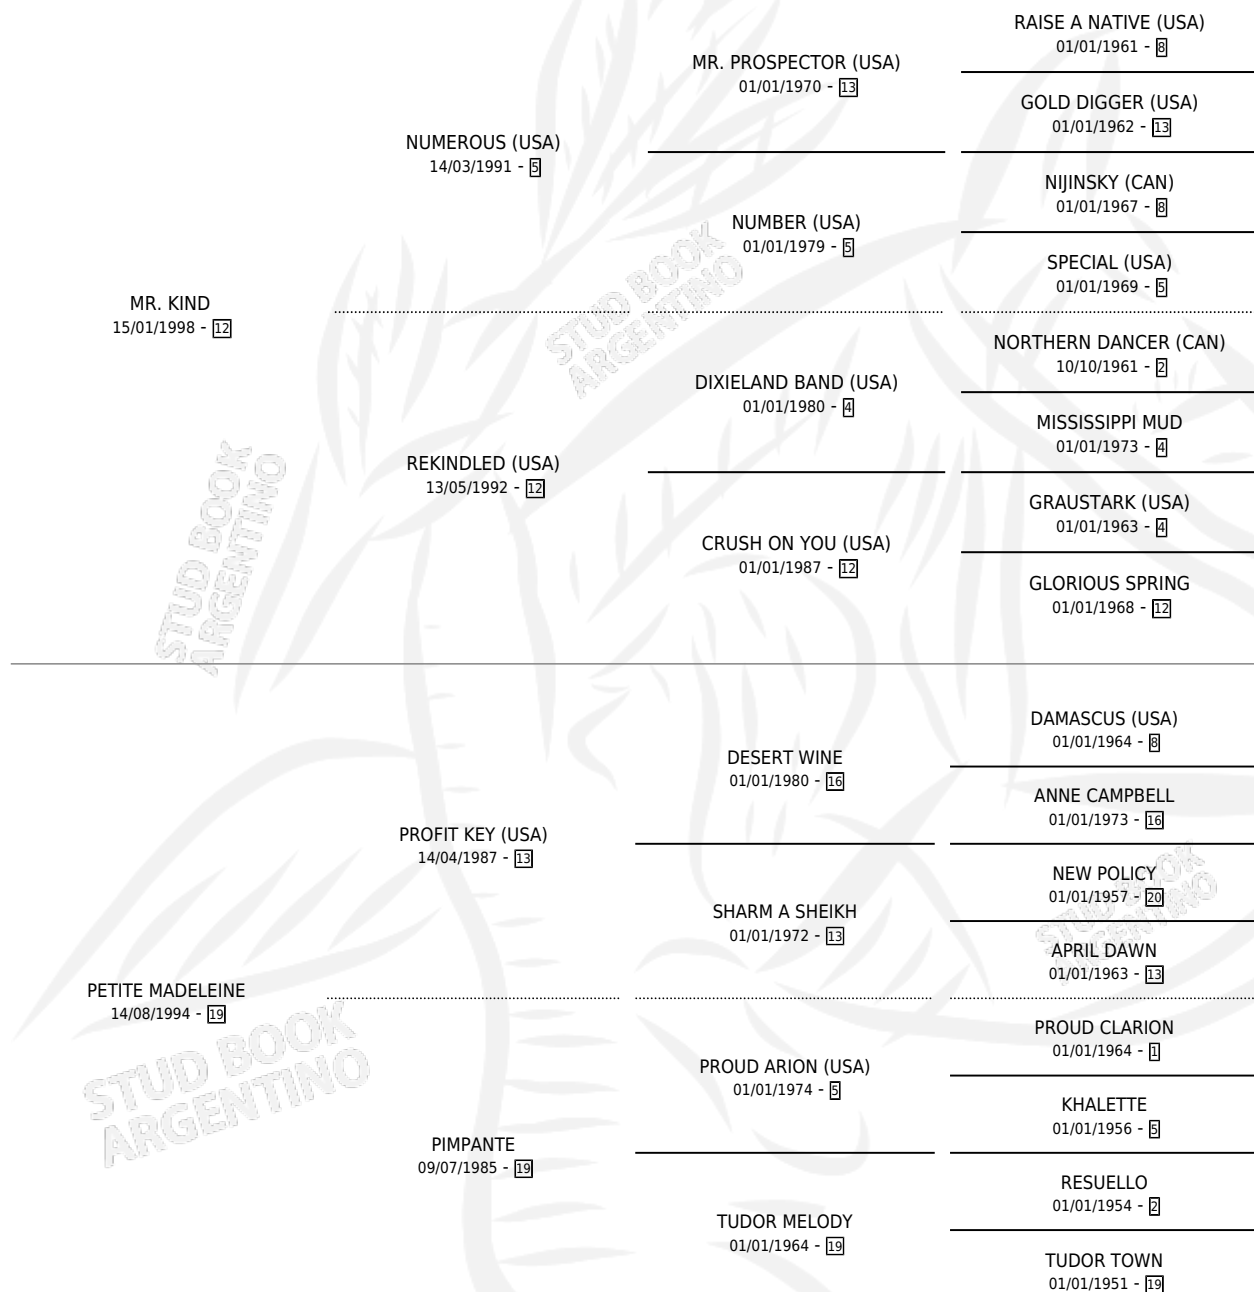 RAISE A NATIVE (USA)
01/01/1961 - 8
MR. PROSPECTOR (USA)
01/01/1970 - 13
GOLD DIGGER (USA)
01/01/1962 - 13
NUMEROUS (USA)
14/03/1991 - 5
NIJINSKY (CAN)
01/01/1967 - 8
NUMBER (USA)
01/01/1979 - 5
SPECIAL (USA)
01/01/1969 - 5
MR. KIND
15/01/1998 - 12
NORTHERN DANCER (CAN)
10/10/1961 - 2
DIXIELAND BAND (USA)
01/01/1980 - 4
MISSISSIPPI MUD
01/01/1973 - 4
REKINDLED (USA)
13/05/1992 - 12
GRAUSTARK (USA)
01/01/1963 - 4
CRUSH ON YOU (USA)
01/01/1987 - 12
GLORIOUS SPRING
01/01/1968 - 12
STUD BOOK
ARGENTINO
STUD BOOK
ARGENTINO
DAMASCUS (USA)
01/01/1964 - 8
DESERT WINE
01/01/1980 - 16
ANNE CAMPBELL
01/01/1973 - 16
PROFIT KEY (USA)
14/04/1987 - 13
NEW POLICY
01/01/1957 - 20
SHARM A SHEIKH
01/01/1972 - 13
APRIL DAWN
01/01/1963 - 13
STUD BOOK
ARGENTINO
PETITE MADELEINE
14/08/1994 - 19
PROUD CLARION
01/01/1964 - 1
PROUD ARION (USA)
01/01/1974 - 5
KHALETTE
01/01/1956 - 5
STUD BOOK
ARGENTINO
PIMPANTE
09/07/1985 - 19
RESUELLO
01/01/1954 - 2
TUDOR MELODY
01/01/1964 - 19
TUDOR TOWN
01/01/1951 - 19